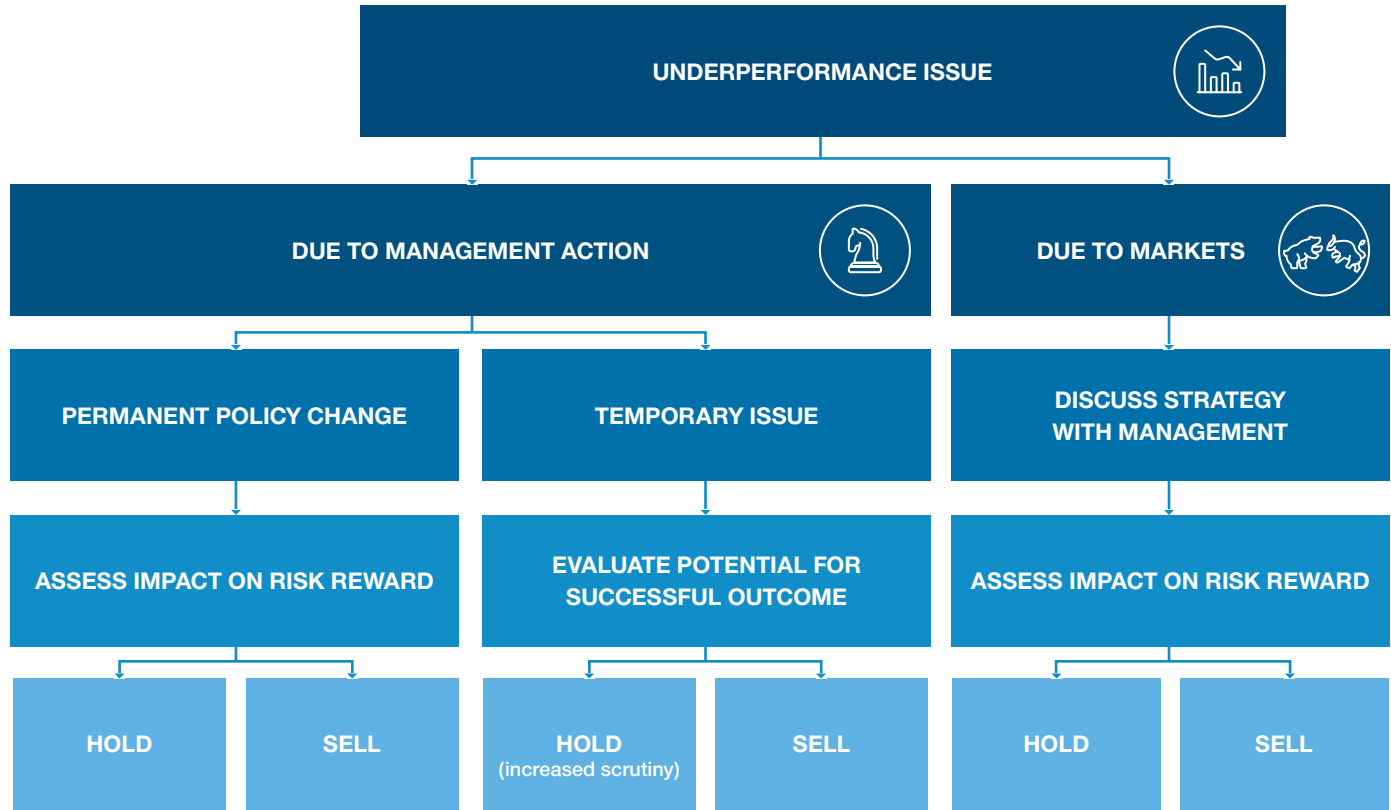 UNDERPERFORMANCE ISSUE
DUE TO MANAGEMENT ACTION
DUE TO MARKETS
PERMANENT POLICY CHANGE
TEMPORARY ISSUE
DISCUSS STRATEGY
WITH MANAGEMENT
ASSESS IMPACT ON RISK REWARD
EVALUATE POTENTIAL FOR
SUCCESSFUL OUTCOME
ASSESS IMPACT ON RISK REWARD
HOLD
SELL
HOLD
(increased scrutiny)
SELL
HOLD
SELL